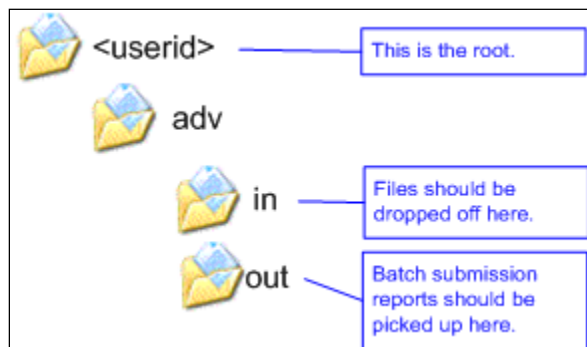 <userid>
This is the root.
adv
in
Files should be
dropped off here.
out
Batch submission
reports should be
picked up here.